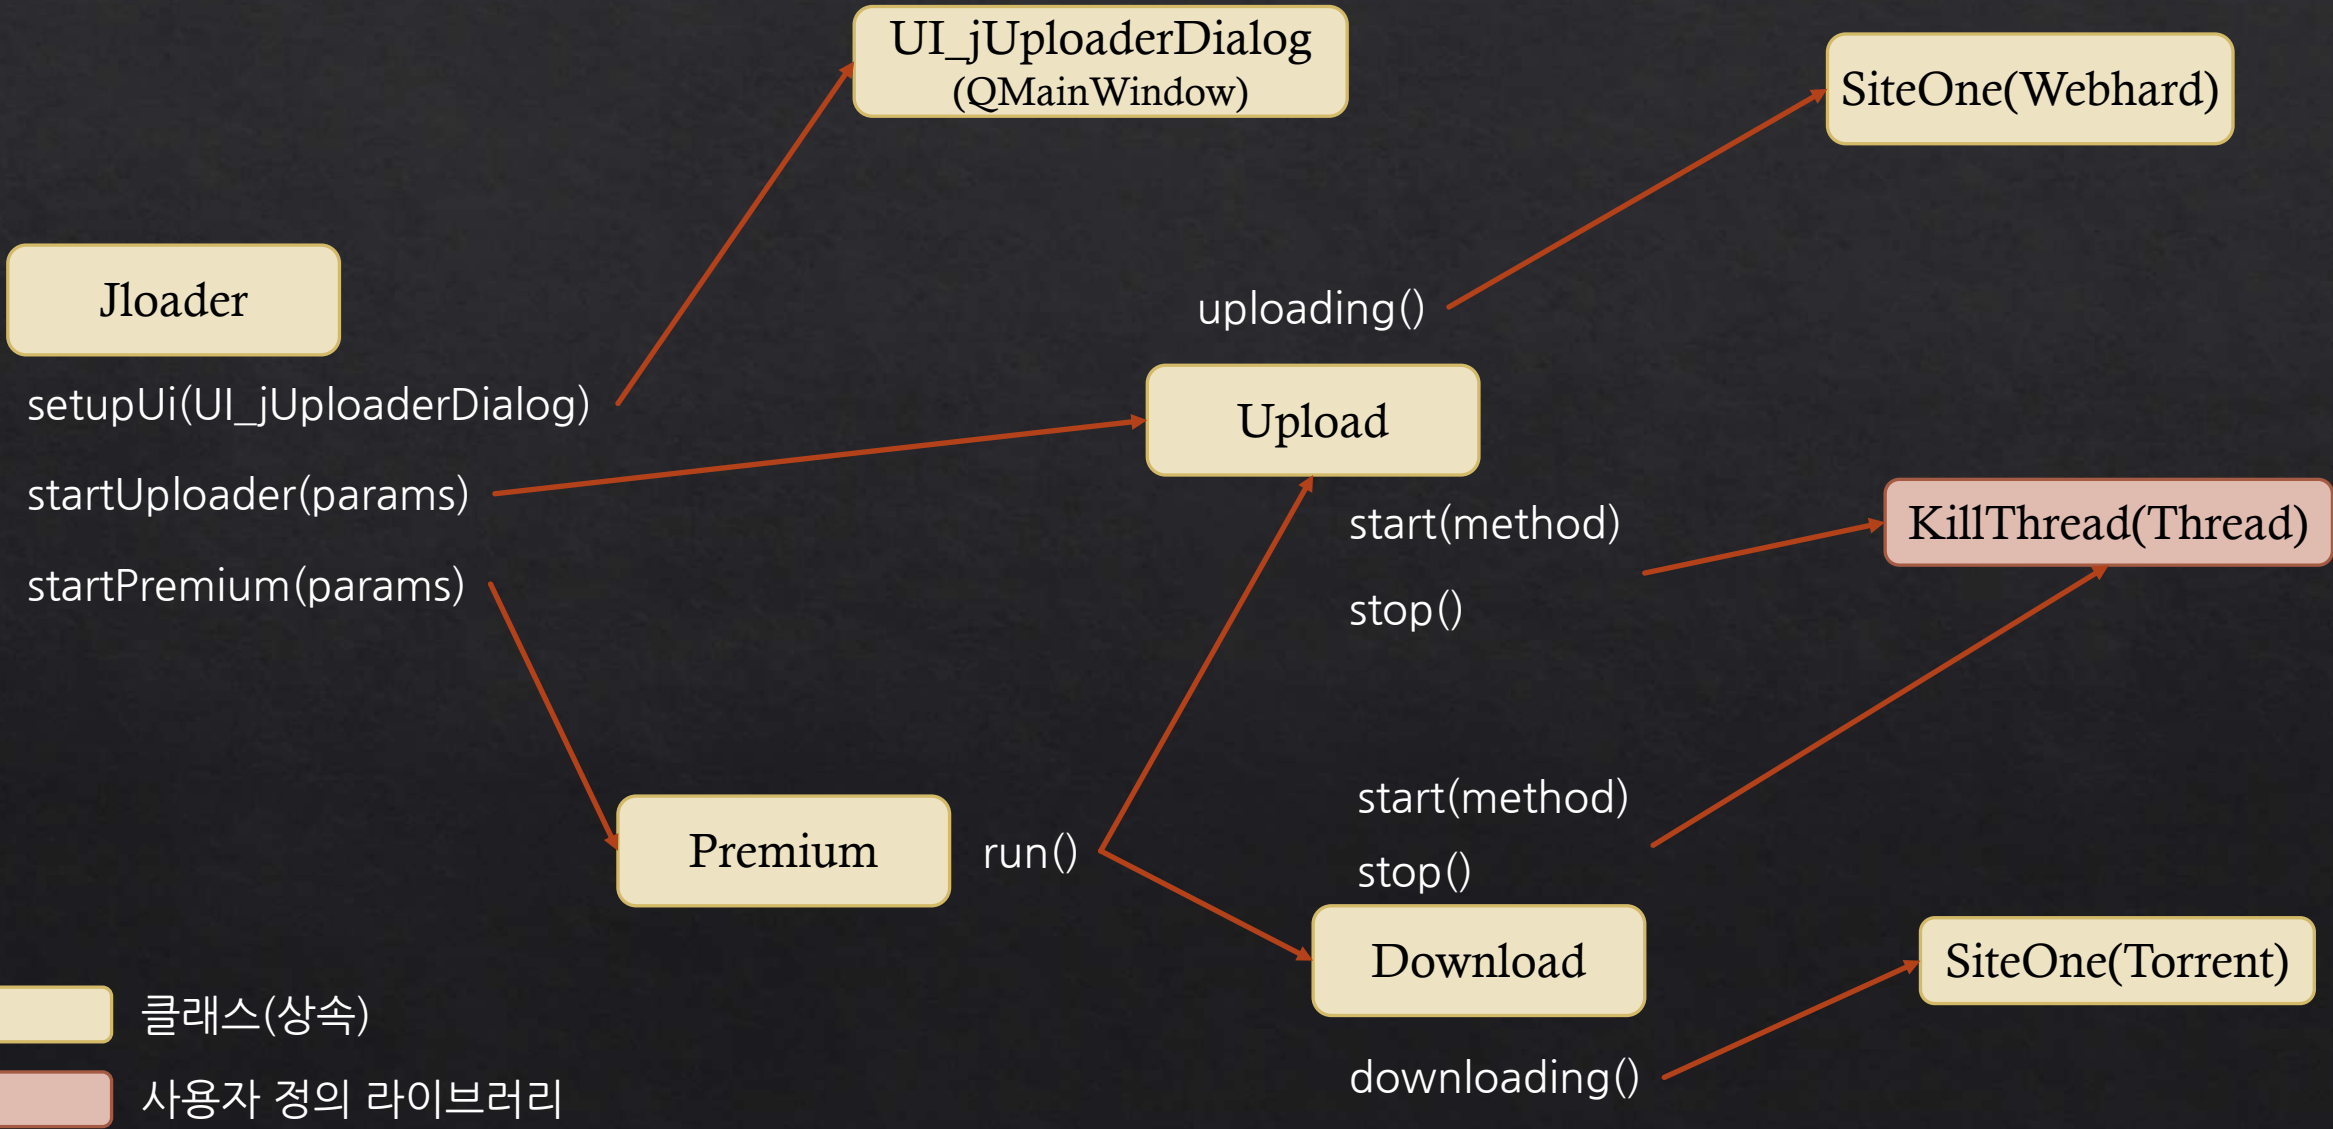 UI_jUploaderDialog
(QMainWindow)
SiteOne(Webhard)
Jloader
setupUi(UI_jUploaderDialog)
startUploader(params)
startPremium(params)
uploading()
Upload
start(method)
stop()
KillThread(Thread)
Premium
run()
start(method)
stop()
Download
downloading()
SiteOne(Torrent)
클래스(상속)
사용자 정의 라이브러리